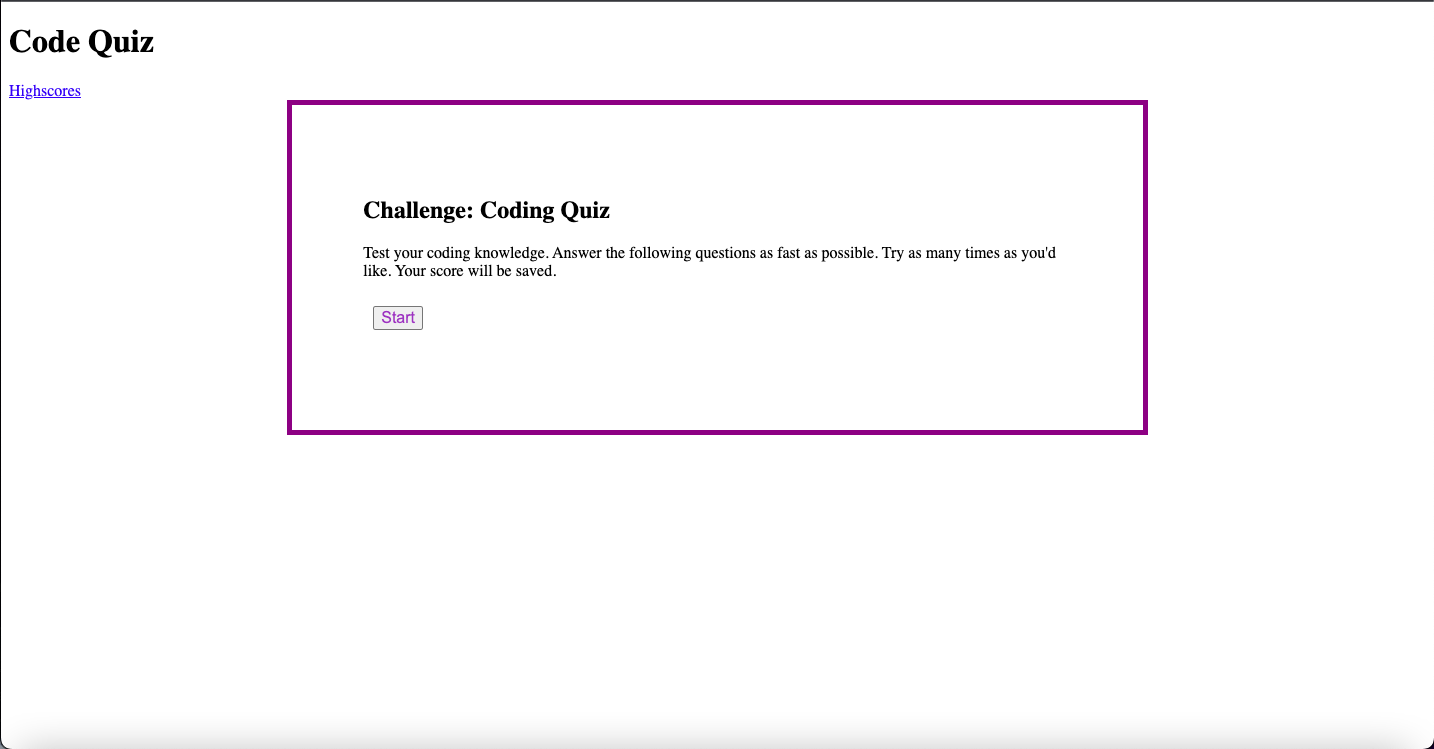 Code Quiz
Highscores
Challenge: Coding Quiz
Test your coding knowledge. Answer the following questions as fast as possible. Try as many times as you'd
like. Your score will be saved.
Start